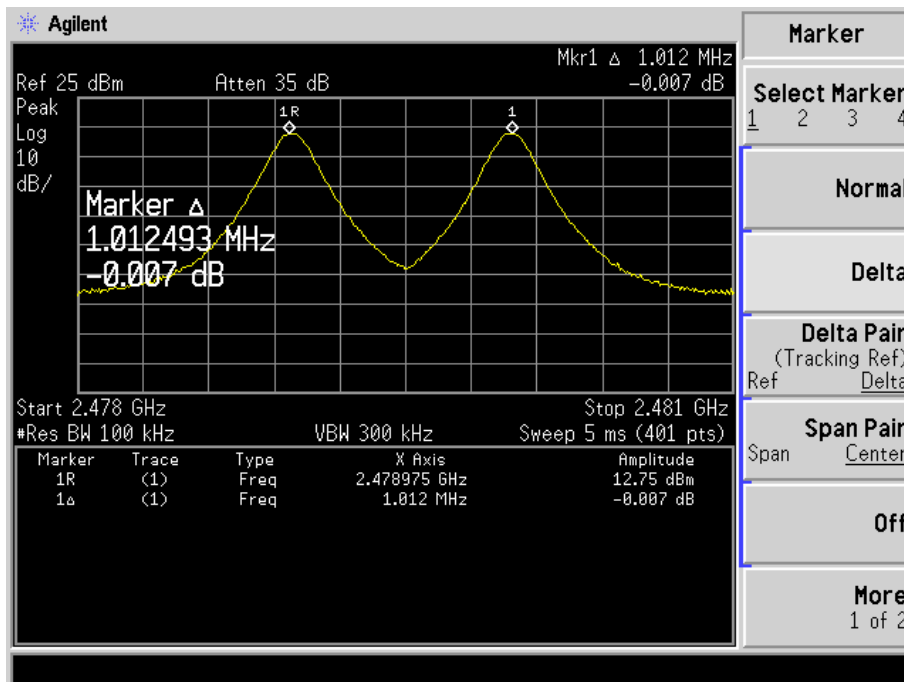 Agilent
Mkr1 Δ 1.012 MHz
Ref 25 dBm Atten 35 dB -0.007 dB
Peak
Log
10
dB/
1R
1
Marker Δ
1.012493 MHz
-0.007 dB
Start 2.478 GHz Stop 2.481 GHz
#Res BW 100 kHz VBW 300 kHz Sweep 5 ms (401 pts)
Marker Trace Type X Axis Amplitude
1R (1) Freq 2.478975 GHz 12.75 dBm
1Δ (1) Freq 1.012 MHz -0.007 dB
Marker
Select Marker
1 2 3 4
Normal
Delta
Delta Pair
(Tracking Ref)
Ref Delta
Span Pair
Span Center
Off
More
1 of 2